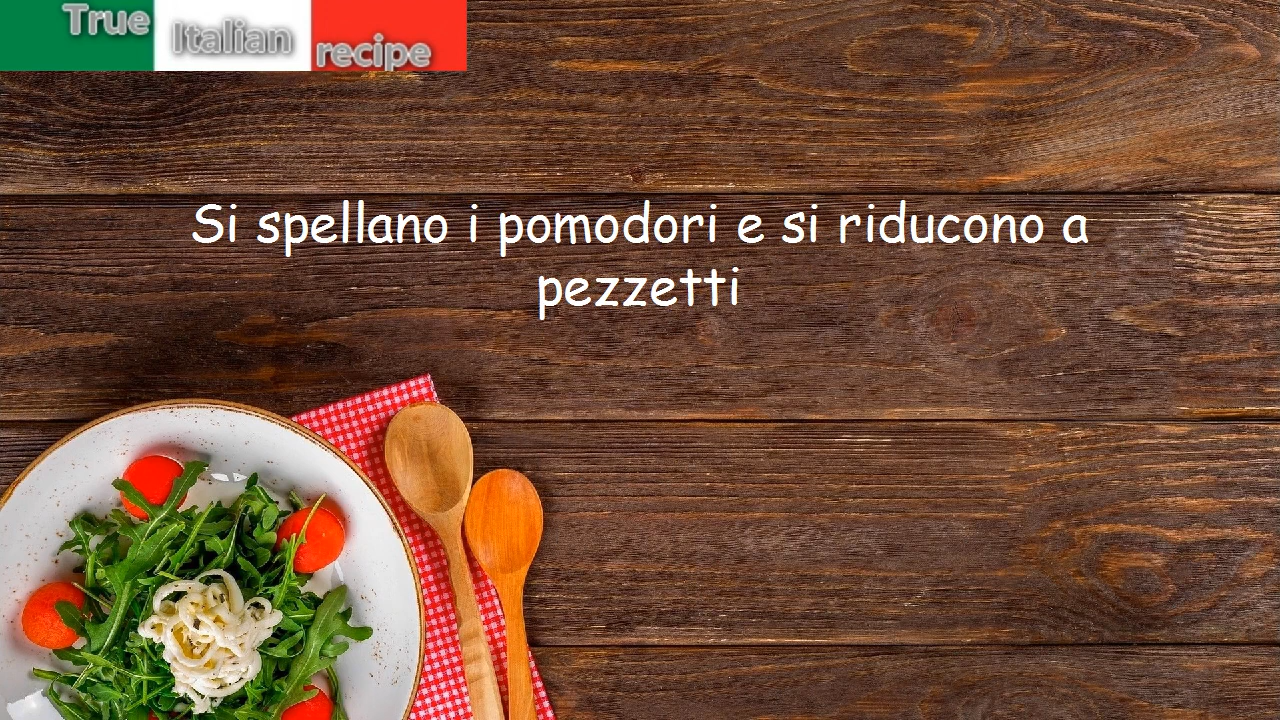 True
Italian
recipe
Si spellano i pomodori e si riducono a
pezzetti